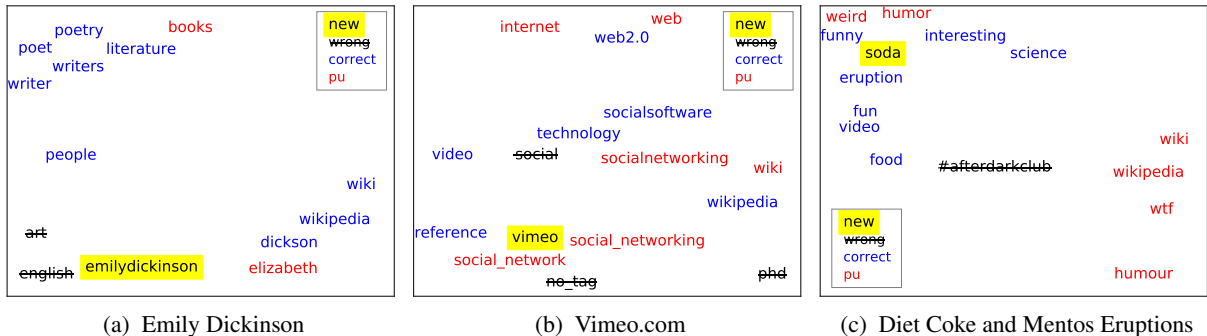 poetry
books
poet
literature
writers
writer
people
wiki
wikipedia
art
dickson
english
emilydickinson
elizabeth
new
wrong
correct
pu
(a) Emily Dickinson
internet
web
web2.0
socialsoftware
technology
video
social
socialnetworking
wiki
wikipedia
reference
vimeo
social_networking
social_network
no_tag
phd
new
wrong
correct
pu
(b) Vimeo.com
weird
humor
funny
interesting
soda
science
eruption
fun
video
food
wiki
#afterdarkclub
wikipedia
wtf
humour
new
wrong
correct
pu
(c) Diet Coke and Mentos Eruptions